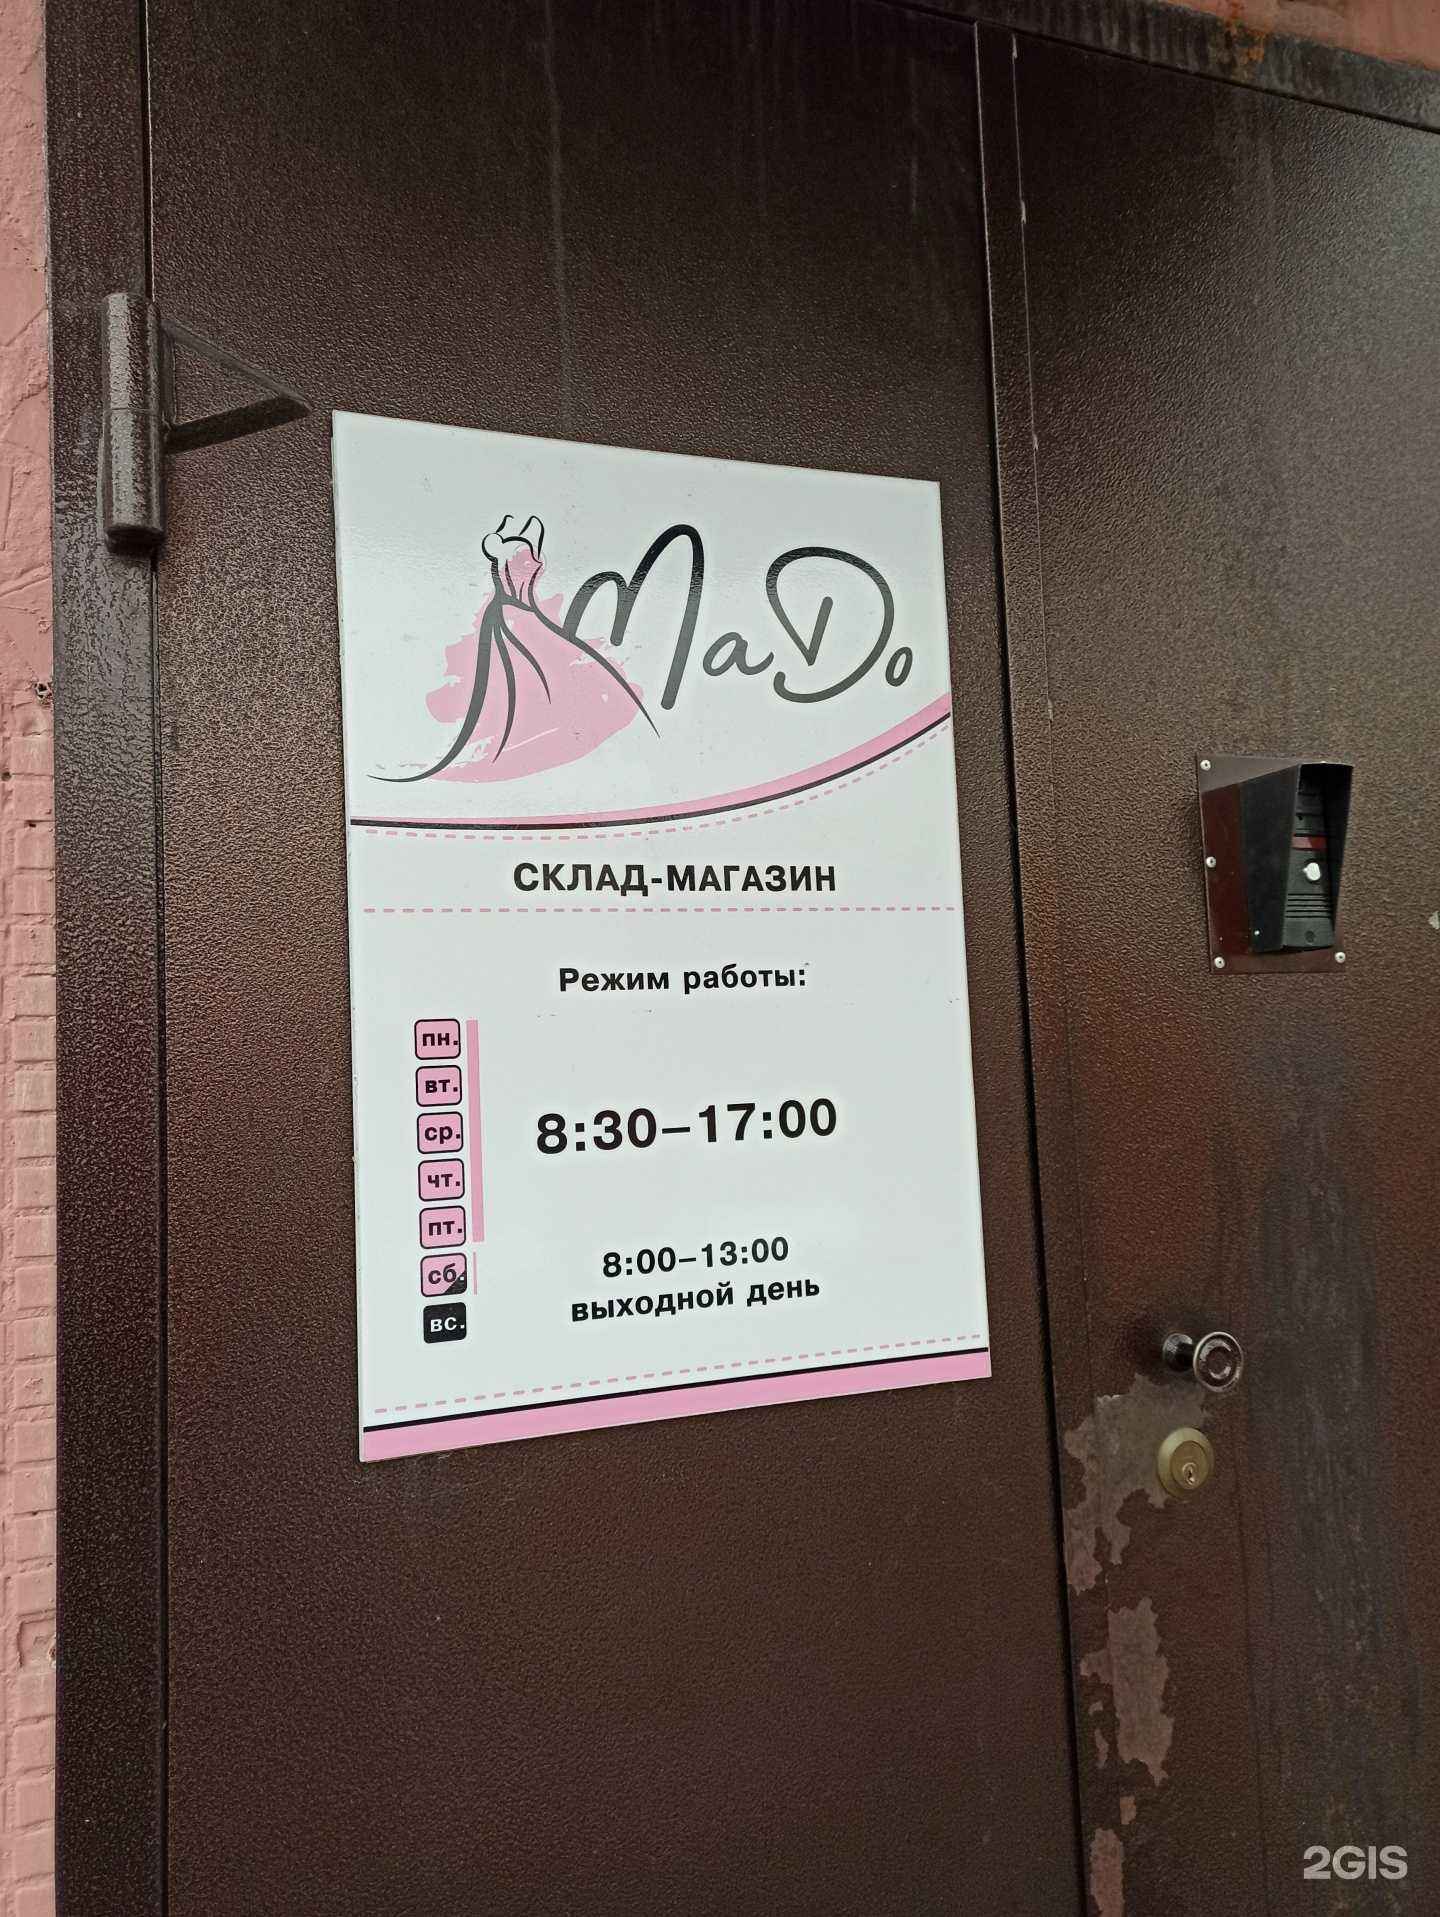 MaDo
СКЛАД-МАГАЗИН
Режим работы:
пн.
вт.
ср. 8:30–17:00
чт.
пт.
сб. 8:00–13:00
вс. выходной день
2GIS